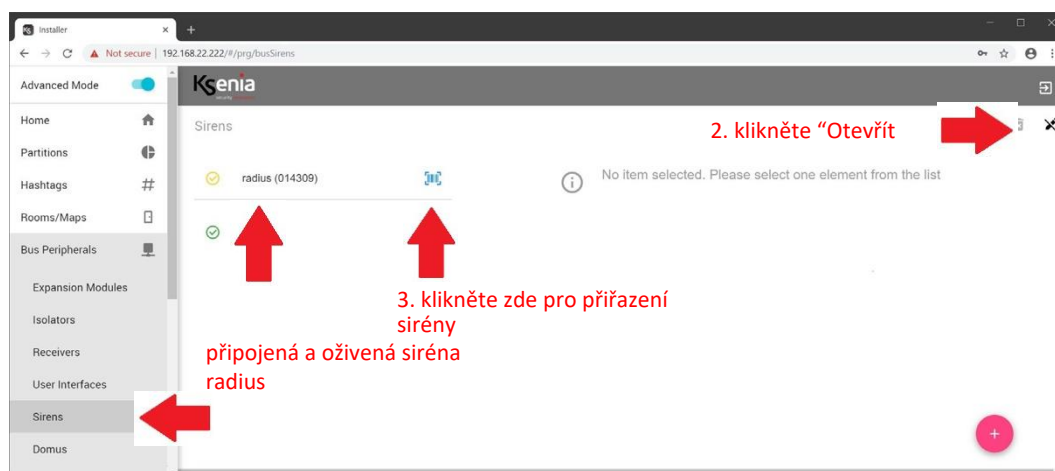 Installer
Not secure | 192.168.22.222/#/prg/busSirens
Advanced Mode
Ksenia
Home
Sirens
2. klikněte “Otevřít
Partitions
Hashtags
radius (014309)
No item selected. Please select one element from the list
Rooms/Maps
Bus Peripherals
Expansion Modules
3. klikněte zde pro přiřazení
sirény
Isolators
Receivers
připojená a oživená siréna
radius
User Interfaces
Sirens
Domus